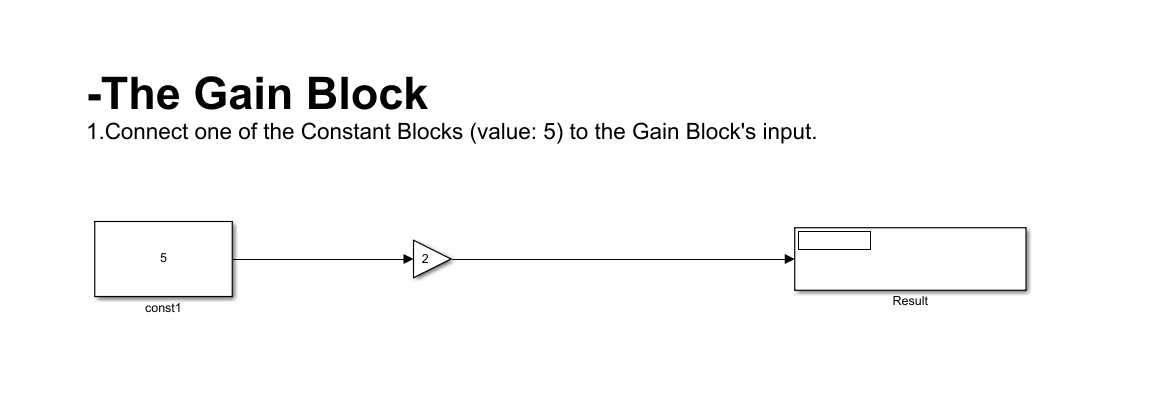 -The Gain Block
1.Connect one of the Constant Blocks (value: 5) to the Gain Block's input.
5
2
const1
Result